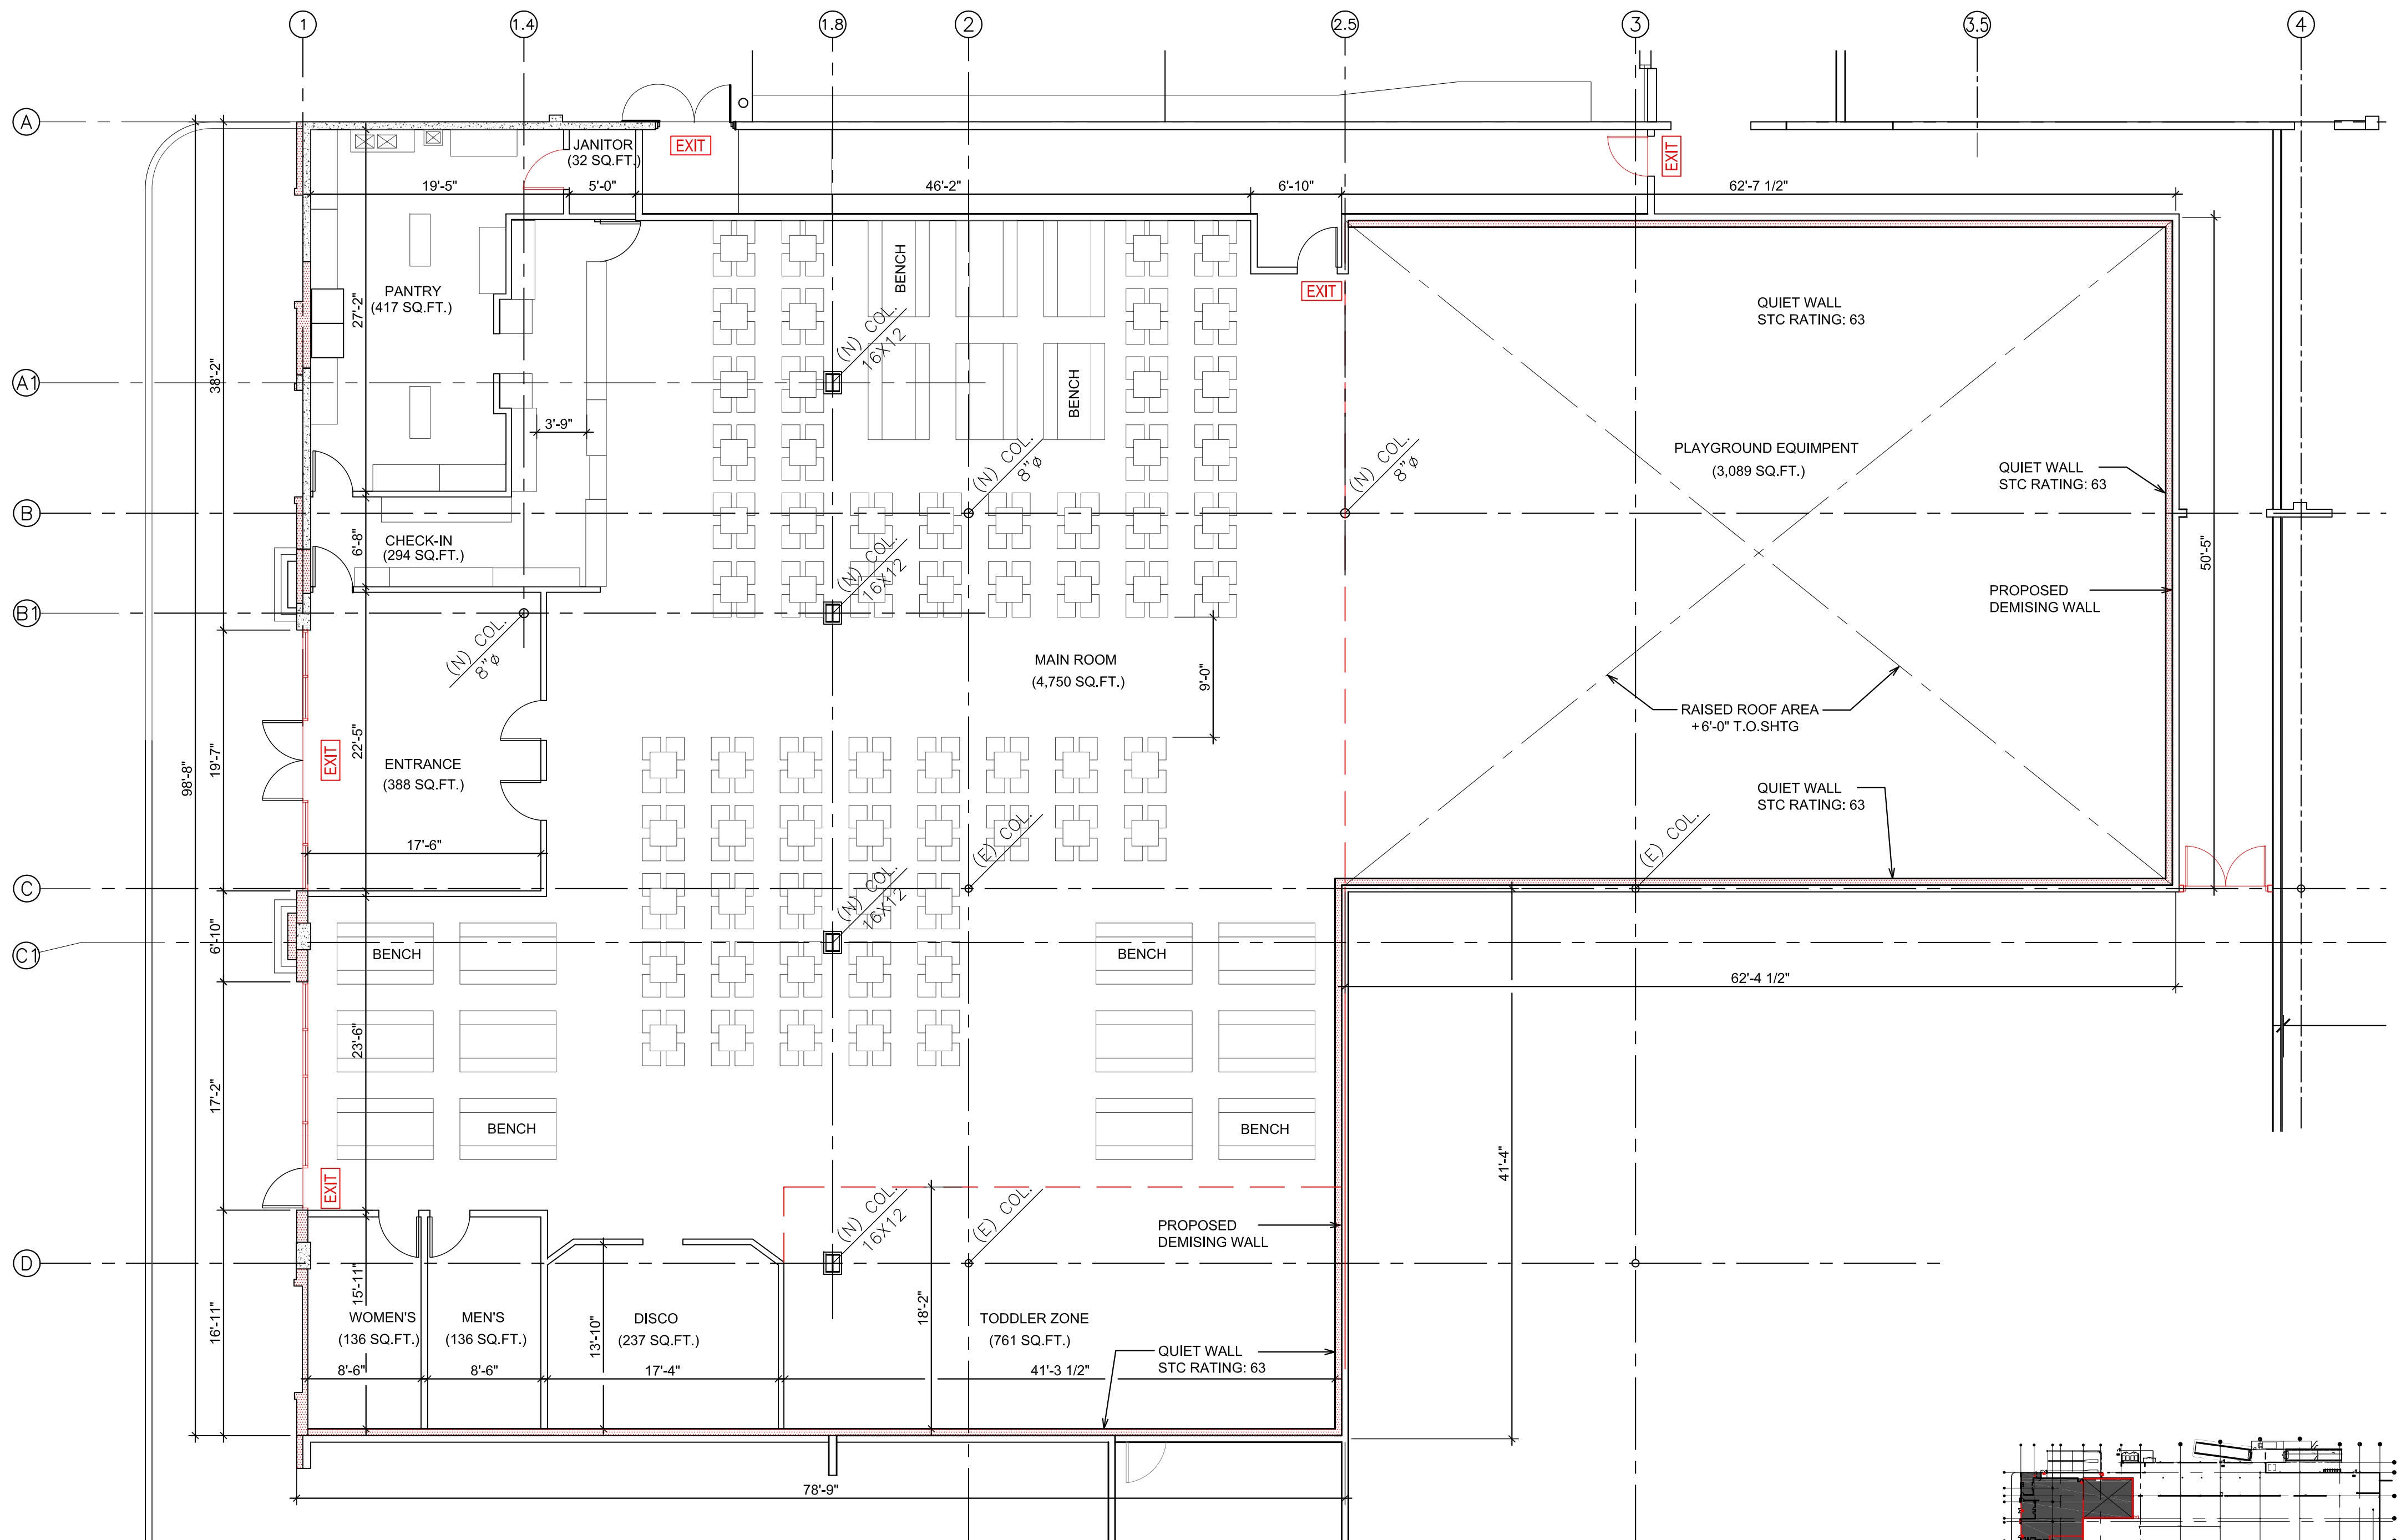 1
1.4
1.8
2
2.5
3
3.5
4
A
JANITOR
(32 SQ.FT.)
EXIT
EXIT
19'-5"
5'-0"
46'-2"
6'-10"
62'-7 1/2"
BENCH
PANTRY
(417 SQ.FT.)
27'-2"
EXIT
QUIET WALL
STC RATING: 63
(N) COL.
16X12
A1
38'-2"
BENCH
3'-9"
(N) COL.
8"ø
(N) COL.
8"ø
PLAYGROUND EQUIMPENT
(3,089 SQ.FT.)
QUIET WALL
STC RATING: 63
B
CHECK-IN
(294 SQ.FT.)
6'-8"
50'-5"
(N) COL.
16X12
PROPOSED
DEMISING WALL
B1
(N) COL.
8"ø
MAIN ROOM
(4,750 SQ.FT.)
9'-0"
RAISED ROOF AREA
+6'-0" T.O.SHTG
98'-8"
19'-7"
EXIT
22'-5"
ENTRANCE
(388 SQ.FT.)
QUIET WALL
STC RATING: 63
17'-6"
(E) COL.
(E) COL.
C
(N) COL.
16X12
6'-10"
C1
BENCH
BENCH
62'-4 1/2"
23'-6"
17'-2"
BENCH
BENCH
41'-4"
EXIT
(N) COL.
16X12
(E) COL.
PROPOSED
DEMISING WALL
D
15'-11"
16'-11"
WOMEN'S
(136 SQ.FT.)
MEN'S
(136 SQ.FT.)
13'-10"
DISCO
(237 SQ.FT.)
18'-2"
TODDLER ZONE
(761 SQ.FT.)
QUIET WALL
STC RATING: 63
8'-6"
8'-6"
17'-4"
41'-3 1/2"
78'-9"